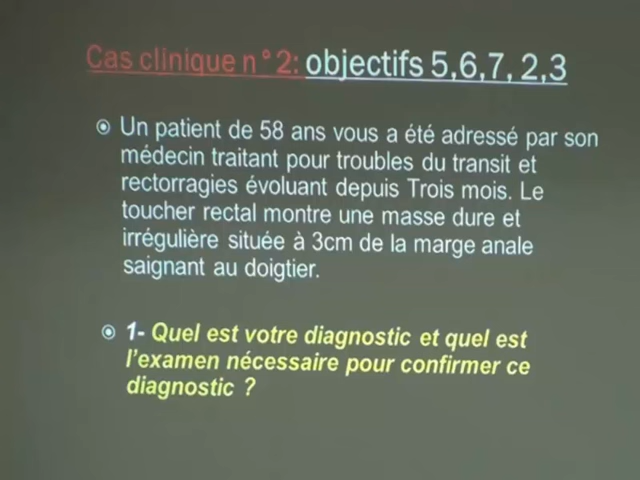 Cas clinique n°2: objectifs 5,6,7, 2,3
Un patient de 58 ans vous a été adressé par son
médecin traitant pour troubles du transit et
rectorragies évoluant depuis Trois mois. Le
toucher rectal montre une masse dure et
irrégulière située à 3cm de la marge anale
saignant au doigtier.
1- Quel est votre diagnostic et quel est
l'examen nécessaire pour confirmer ce
diagnostic ?